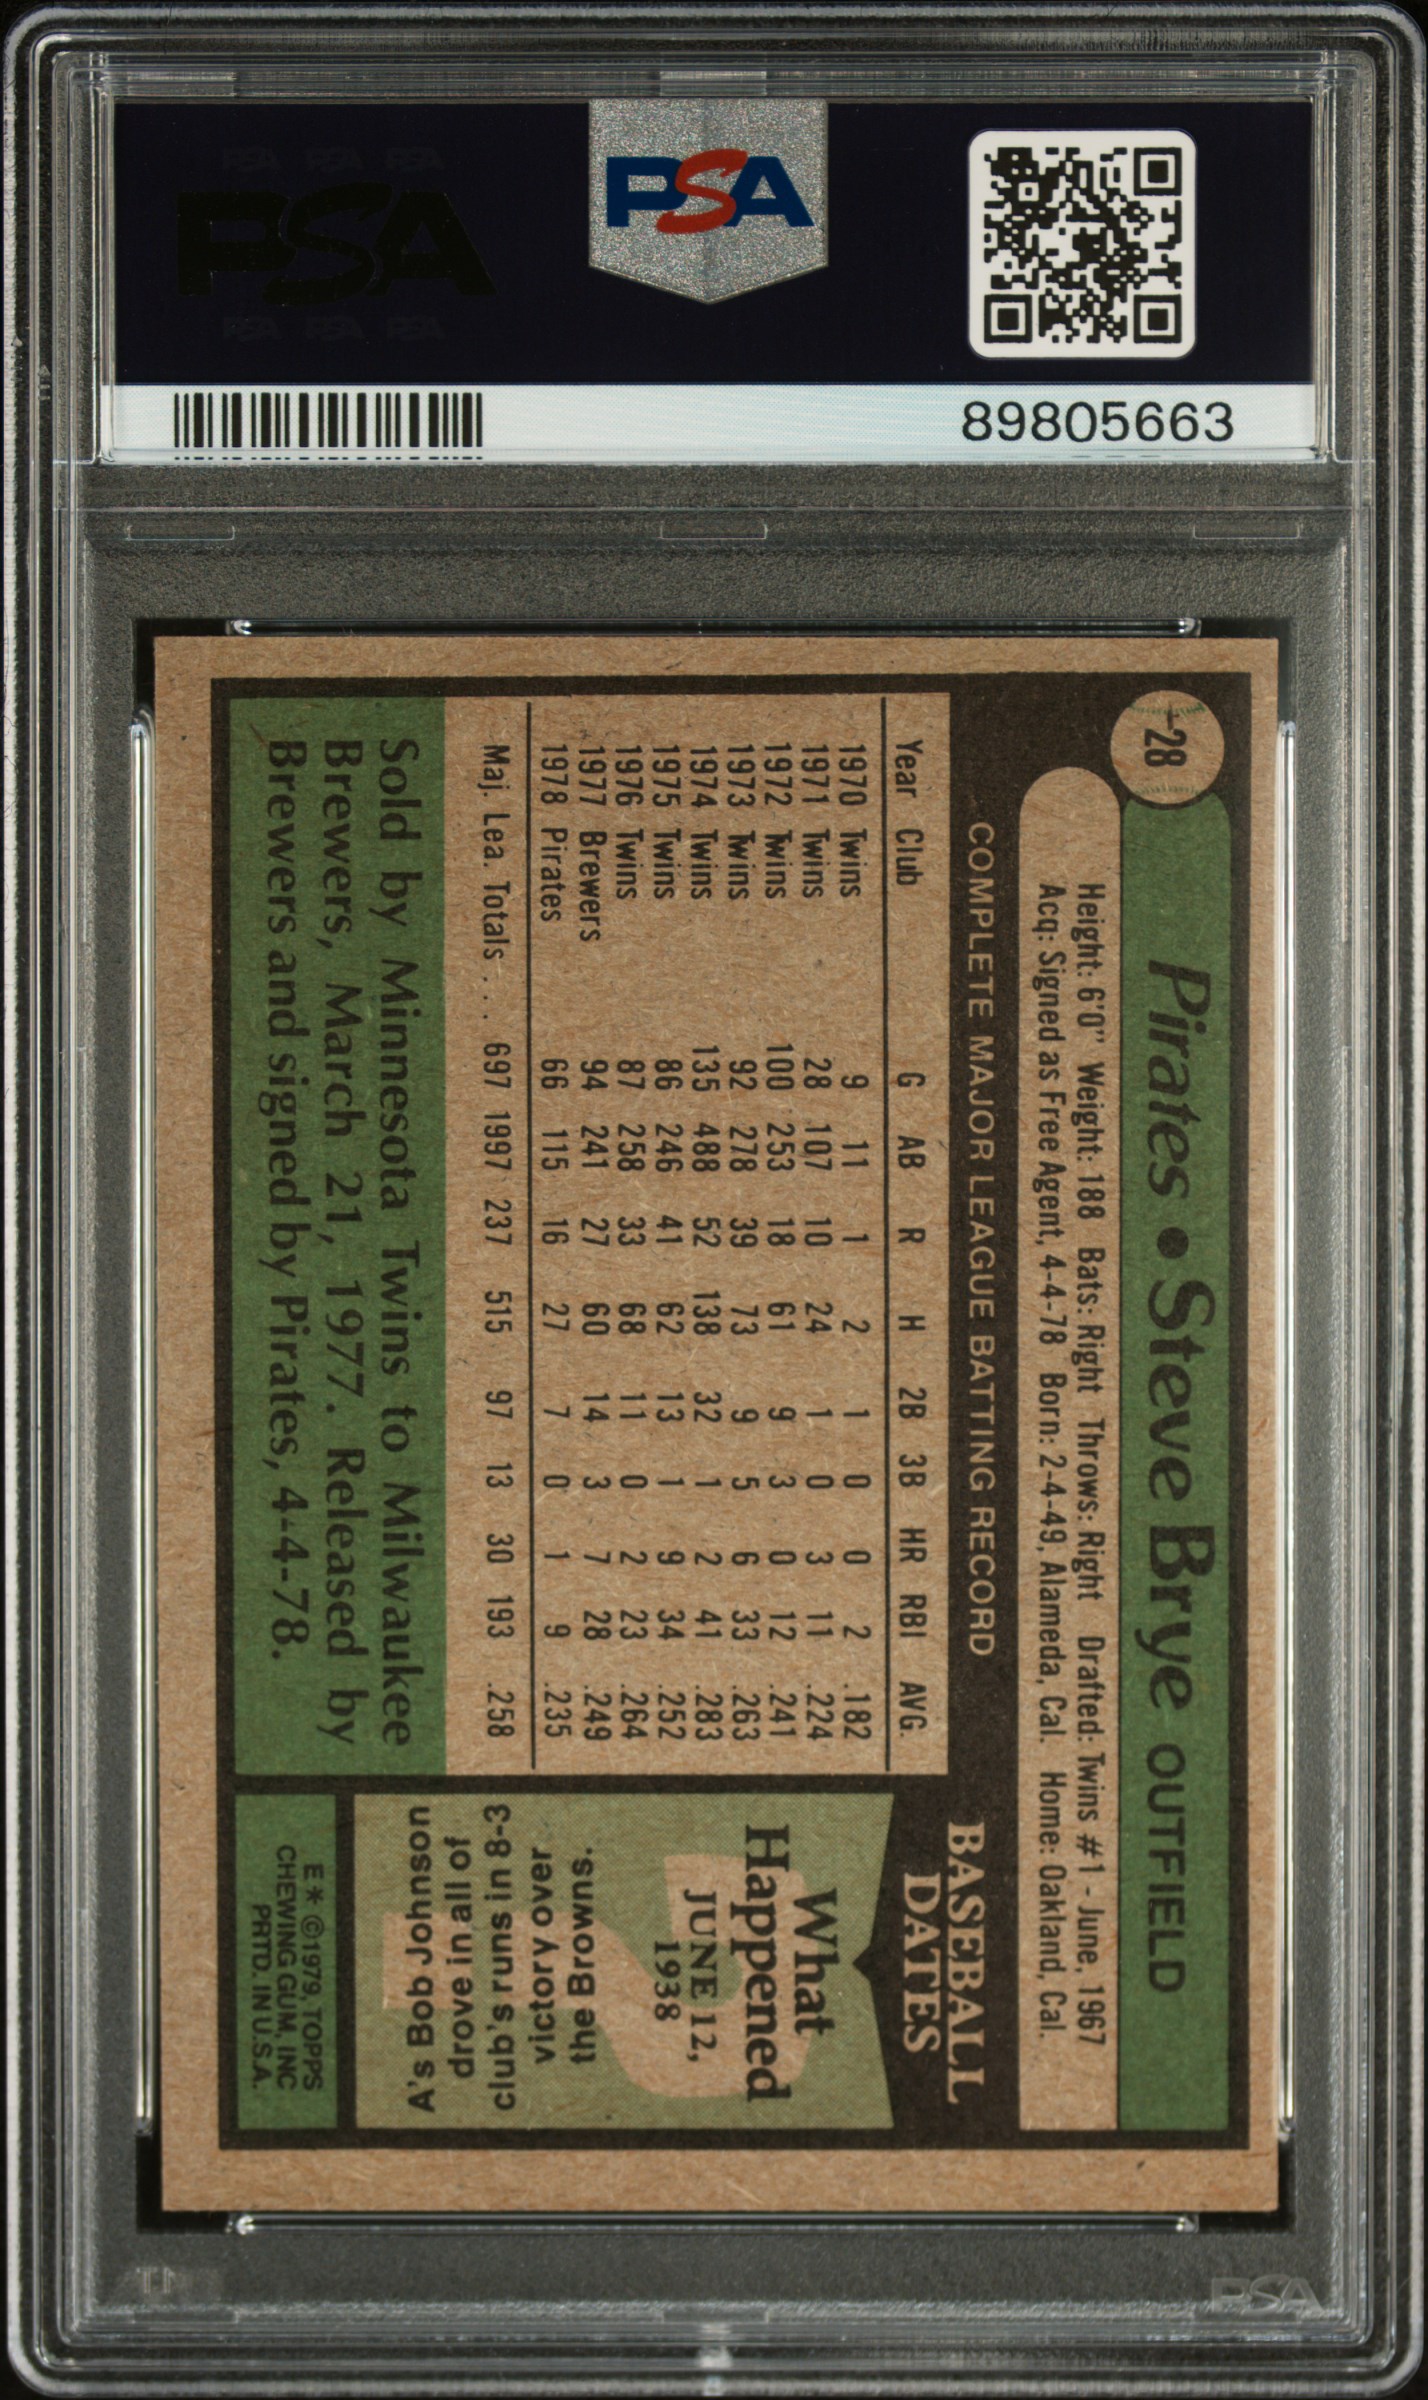 PSA PSA PSA
PSA
PSA PSA PSA
PSA
89805663
28
Pirates • Steve Brye OUTFIELD
Height: 6'0" Weight: 188 Bats: Right Throws: Right Drafted: Twins #1 - June, 1967
Acq: Signed as Free Agent, 4-4-78 Born: 2-4-49, Alameda, Cal. Home: Oakland, Cal.
COMPLETE MAJOR LEAGUE BATTING RECORD
Year Club G AB R H 2B 3B HR RBI AVG.
1970 Twins 9 11 1 2 1 0 0 2 .182
1971 Twins 28 107 10 24 1 0 3 11 .224
1972 Twins 100 253 18 61 9 3 0 12 .241
1973 Twins 92 278 39 73 9 5 6 33 .263
1974 Twins 135 488 52 138 32 1 2 41 .283
1975 Twins 86 246 41 62 13 1 9 34 .252
1976 Twins 87 258 33 68 11 0 2 23 .264
1977 Brewers 94 241 27 60 14 3 7 28 .249
1978 Pirates 66 115 16 27 7 0 1 9 .235
Maj. Lea. Totals . . . 697 1997 237 515 97 13 30 193 .258
Sold by Minnesota Twins to Milwaukee
Brewers, March 21, 1977. Released by
Brewers and signed by Pirates, 4-4-78.
BASEBALL
DATES
What
Happened
JUNE 12,
1938
the Browns.
victory over
club's runs in 8-3
drove in all of
A's Bob Johnson
E * ©1979, TOPPS
CHEWING GUM, INC
PRTD. IN U.S.A.
PSA